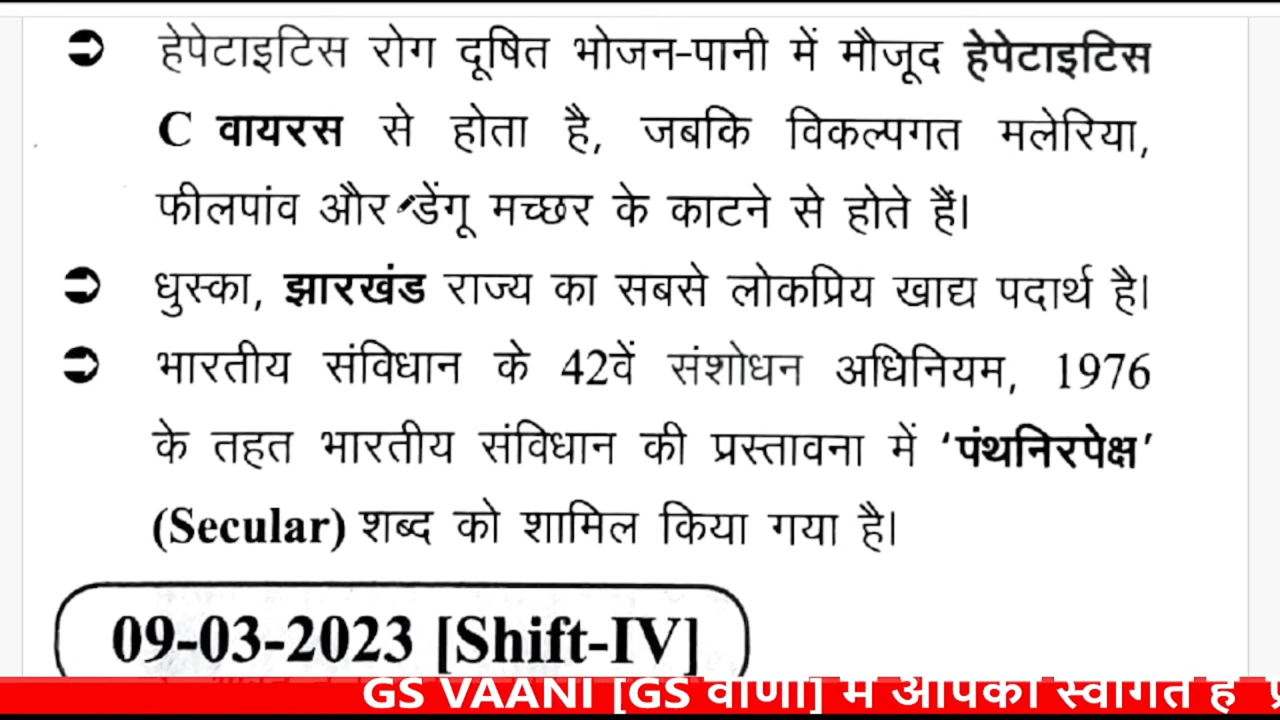 ➲ हेपेटाइटिस रोग दूषित भोजन-पानी में मौजूद हेपेटाइटिस
C वायरस से होता है, जबकि विकल्पगत मलेरिया,
फीलपांव और डेंगू मच्छर के काटने से होते हैं।
➲ धुस्का, झारखंड राज्य का सबसे लोकप्रिय खाद्य पदार्थ है।
➲ भारतीय संविधान के 42वें संशोधन अधिनियम, 1976
के तहत भारतीय संविधान की प्रस्तावना में ‘पंथनिरपेक्ष’
(Secular) शब्द को शामिल किया गया है।
09-03-2023 [Shift-IV]
GS VAANI [GS वाणी] में आपका स्वागत है